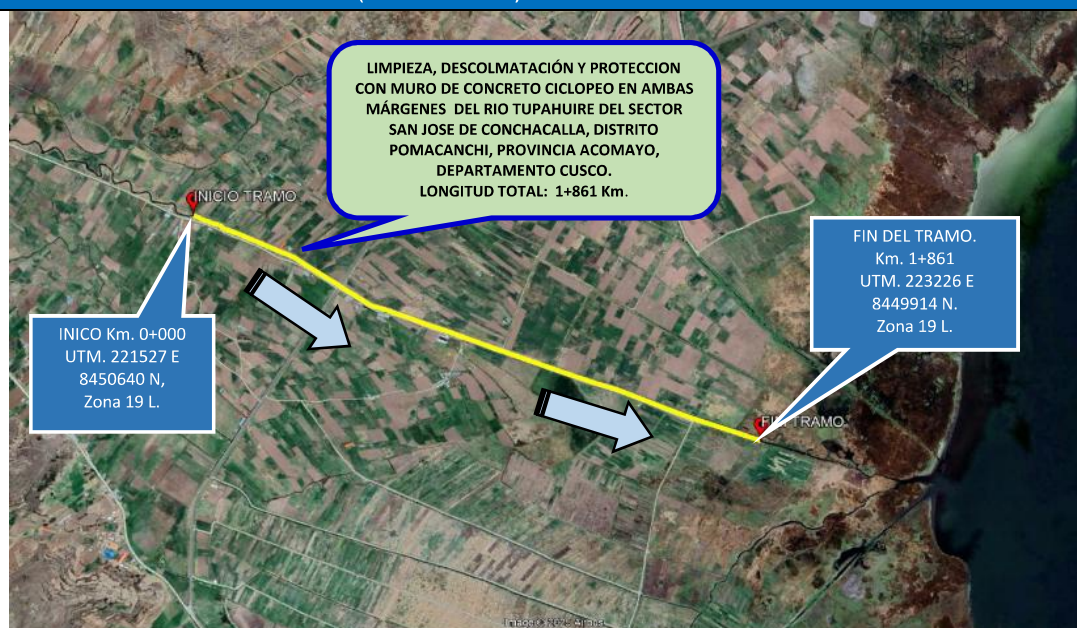 LIMPIEZA, DESCOLMATACIÓN Y PROTECCION
CON MURO DE CONCRETO CICLOPEO EN AMBAS
MÁRGENES DEL RIO TUPAHUIRE DEL SECTOR
SAN JOSE DE CONCHACALLA, DISTRITO
POMACANCHI, PROVINCIA ACOMAYO,
DEPARTAMENTO CUSCO.
LONGITUD TOTAL: 1+861 Km.
INICIO TRAMO
FIN DEL TRAMO.
Km. 1+861
UTM. 223226 E
8449914 N.
Zona 19 L.
INICO Km. 0+000
UTM. 221527 E
8450640 N,
Zona 19 L.
FIN TRAMO